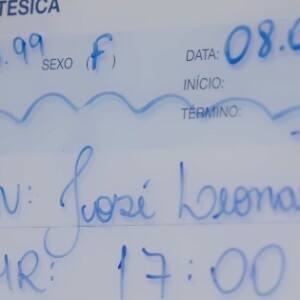 TÉSICA
.99 SEXO (F) DATA: 08.0
INÍCIO:
TÉRMINO:
N: José Leona
HR: 17:00